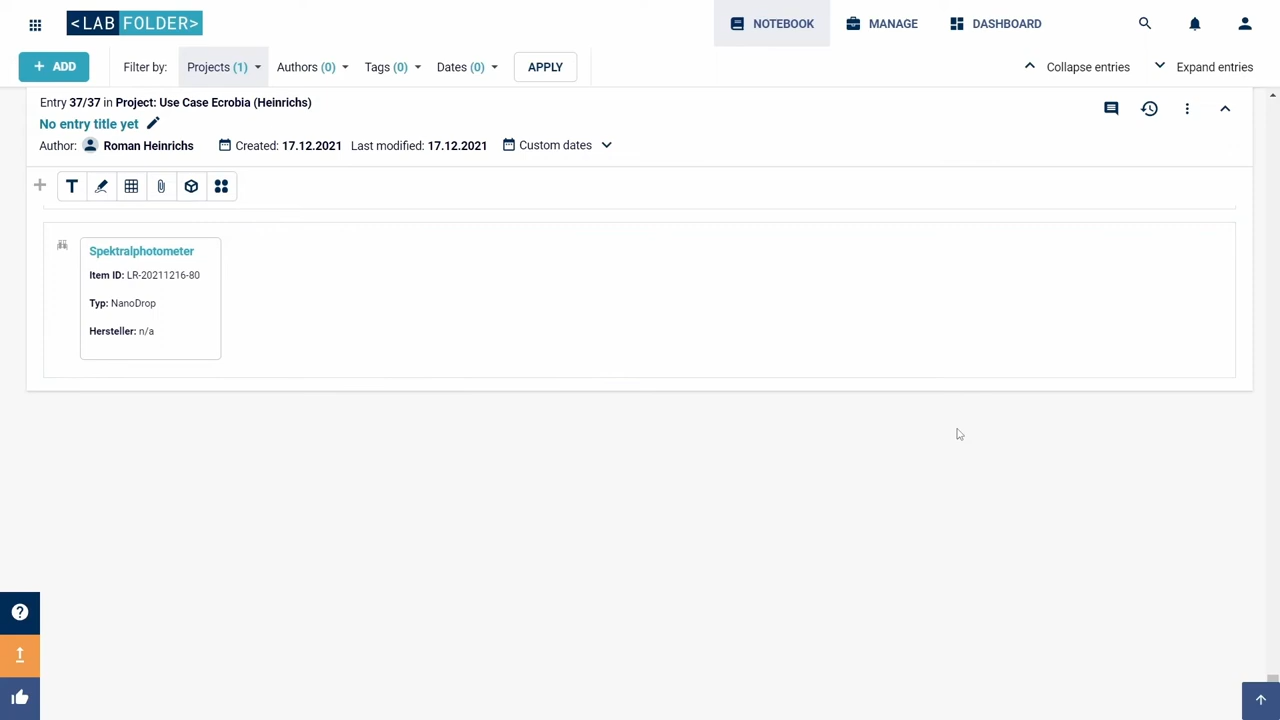 <LAB FOLDER>
NOTEBOOK
MANAGE
DASHBOARD
+ ADD
Filter by:
Projects (1)
Authors (0)
Tags (0)
Dates (0)
APPLY
Collapse entries
Expand entries
Entry 37/37 in Project: Use Case Ecrobia (Heinrichs)
No entry title yet
Author: Roman Heinrichs
Created: 17.12.2021
Last modified: 17.12.2021
Custom dates
T
Spektralphotometer
Item ID: LR-20211216-80
Typ: NanoDrop
Hersteller: n/a
?